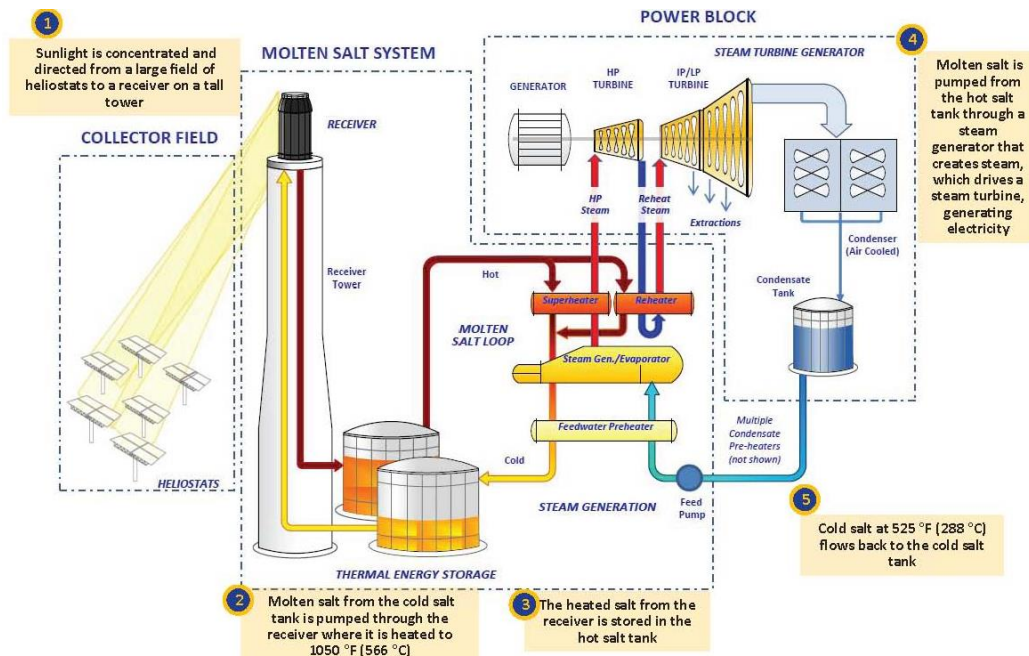 1
Sunlight is concentrated and
directed from a large field of
heliostats to a receiver on a tall
tower
COLLECTOR FIELD
HELIOSTATS
MOLTEN SALT SYSTEM
RECEIVER
Receiver
Tower
Hot
MOLTEN
SALT LOOP
Superheater
Reheater
Steam Gen./Evaporator
Feedwater Preheater
Cold
STEAM GENERATION
THERMAL ENERGY STORAGE
POWER BLOCK
STEAM TURBINE GENERATOR
GENERATOR
HP
TURBINE
IP/LP
TURBINE
HP
Steam
Reheat
Steam
Extractions
Condenser
(Air Cooled)
Condensate
Tank
Multiple
Condensate
Pre-heaters
(not shown)
Feed
Pump
2
Molten salt from the cold salt
tank is pumped through the
receiver where it is heated to
1050 °F (566 °C)
3
The heated salt from the
receiver is stored in the
hot salt tank
4
Molten salt is
pumped from
the hot salt
tank through a
steam
generator that
creates steam,
which drives a
steam turbine,
generating
electricity
5
Cold salt at 525 °F (288 °C)
flows back to the cold salt
tank